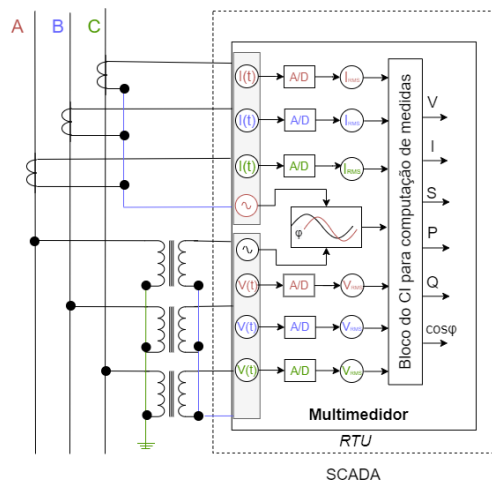 A B C
I(t) A/D IRMS
I(t) A/D IRMS
I(t) A/D IRMS
φ
V(t) A/D VRMS
V(t) A/D VRMS
V(t) A/D VRMS
Bloco do CI para computação de medidas
V
I
S
P
Q
cosφ
Multimedidor
RTU
SCADA